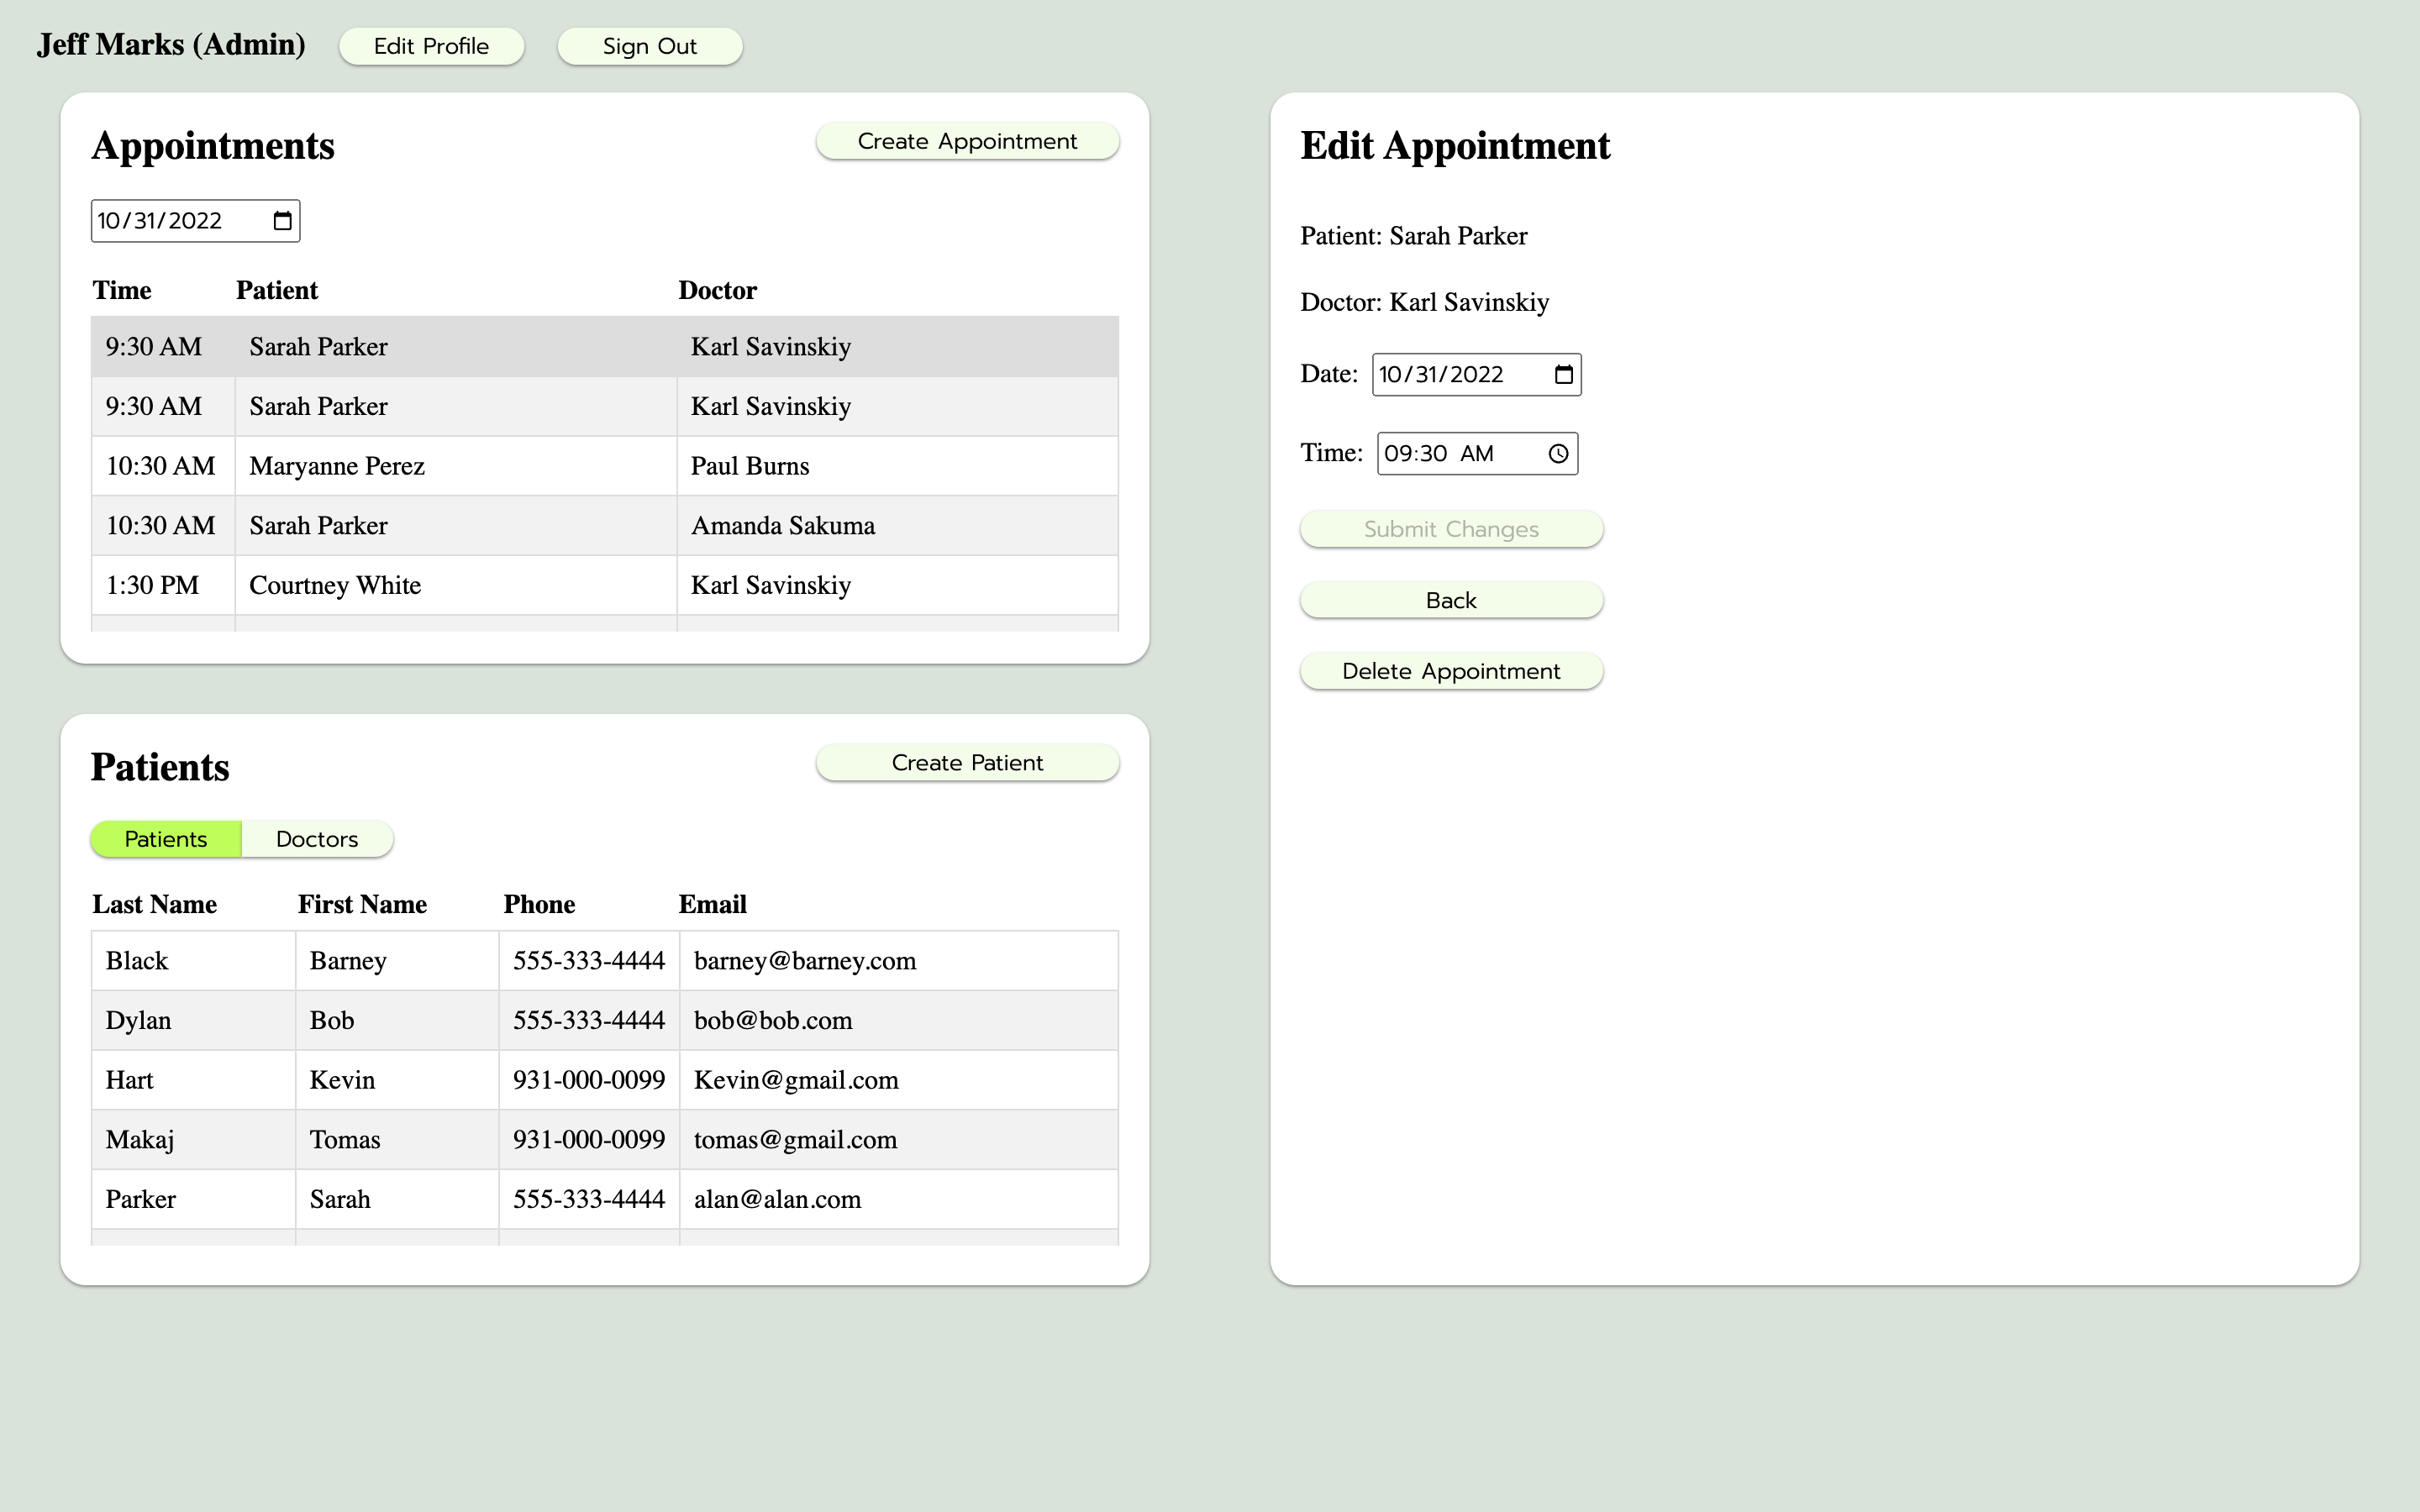 Jeff Marks (Admin) Edit Profile Sign Out
Appointments Create Appointment
10/31/2022
Time Patient Doctor
9:30 AM Sarah Parker Karl Savinskiy
9:30 AM Sarah Parker Karl Savinskiy
10:30 AM Maryanne Perez Paul Burns
10:30 AM Sarah Parker Amanda Sakuma
1:30 PM Courtney White Karl Savinskiy
Patients Create Patient
Patients Doctors
Last Name First Name Phone Email
Black Barney 555-333-4444 barney@barney.com
Dylan Bob 555-333-4444 bob@bob.com
Hart Kevin 931-000-0099 Kevin@gmail.com
Makaj Tomas 931-000-0099 tomas@gmail.com
Parker Sarah 555-333-4444 alan@alan.com
Edit Appointment
Patient: Sarah Parker
Doctor: Karl Savinskiy
Date: 10/31/2022
Time: 09:30 AM
Submit Changes
Back
Delete Appointment